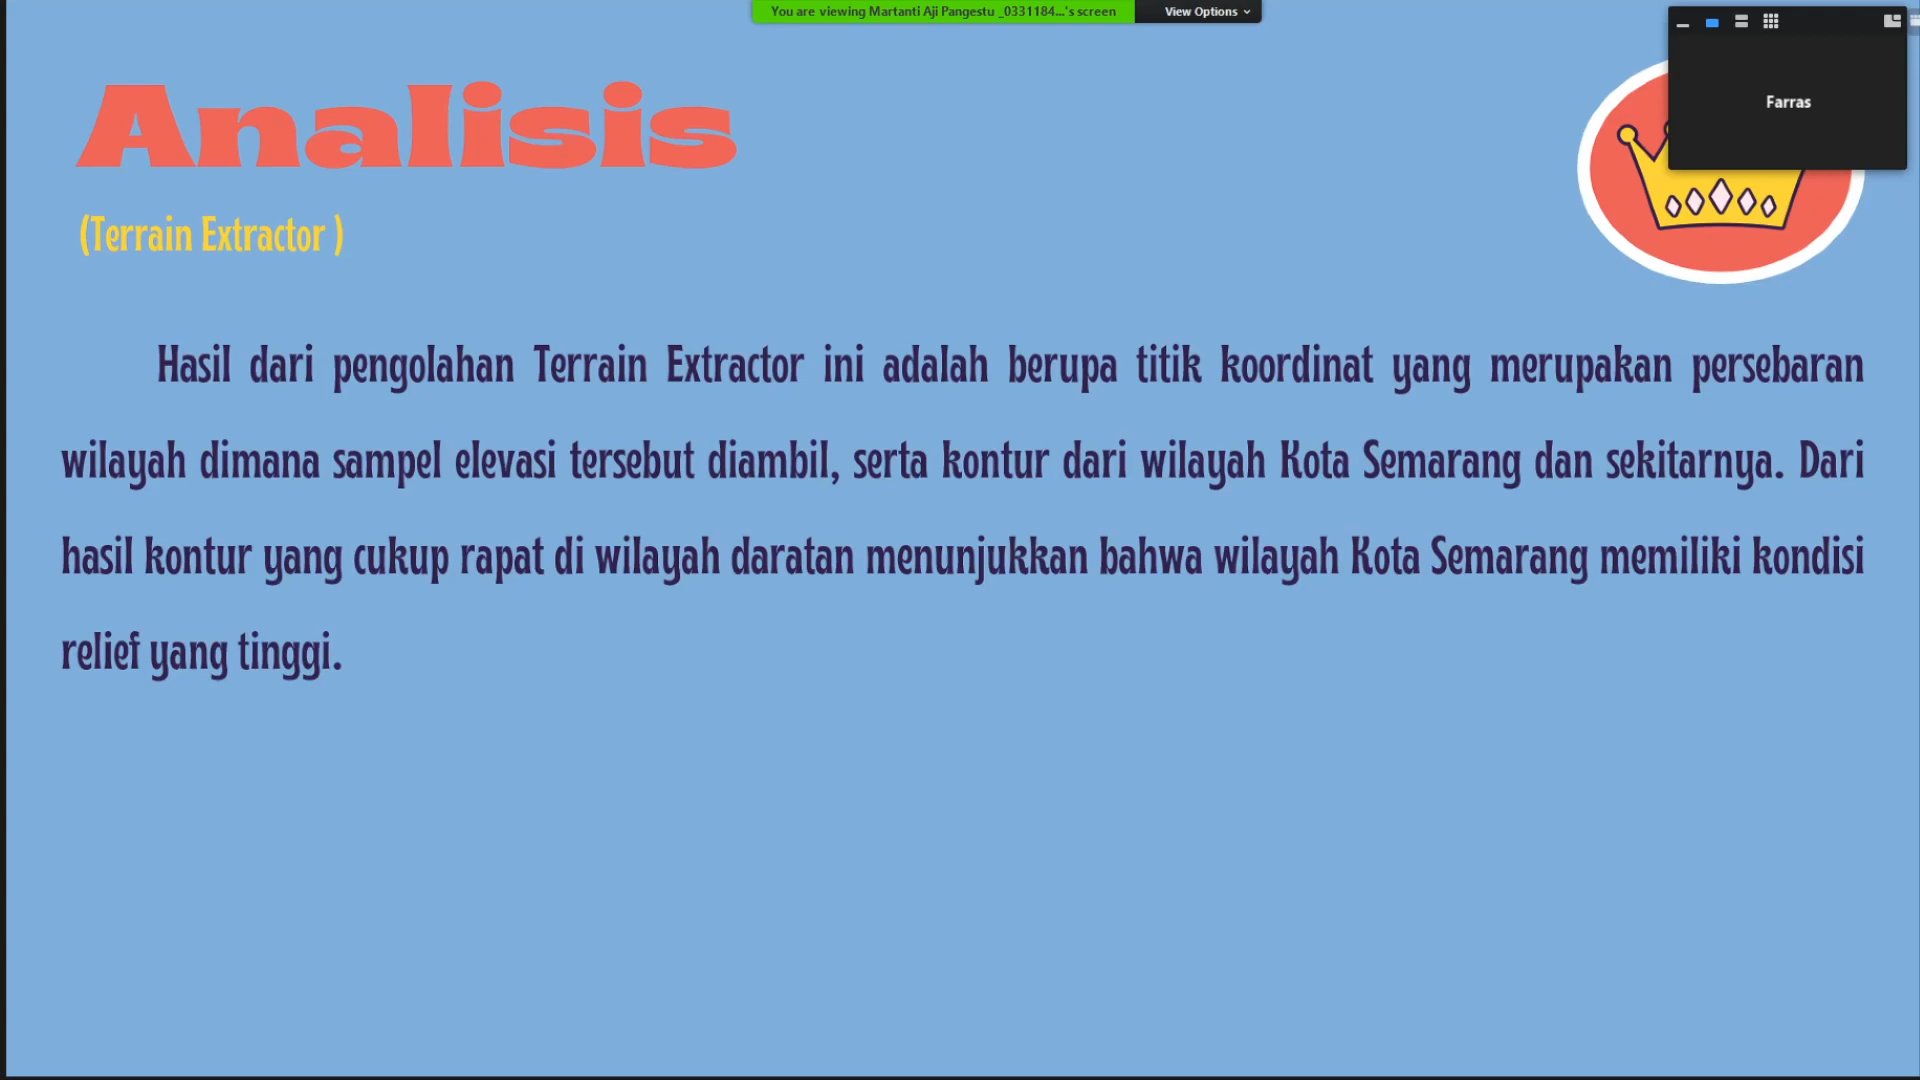 You are viewing Martanti Aji Pangestu _0331184...'s screen View Options
Farras
Analisis
(Terrain Extractor )
Hasil dari pengolahan Terrain Extractor ini adalah berupa titik koordinat yang merupakan persebaran
wilayah dimana sampel elevasi tersebut diambil, serta kontur dari wilayah Kota Semarang dan sekitarnya. Dari
hasil kontur yang cukup rapat di wilayah daratan menunjukkan bahwa wilayah Kota Semarang memiliki kondisi
relief yang tinggi.